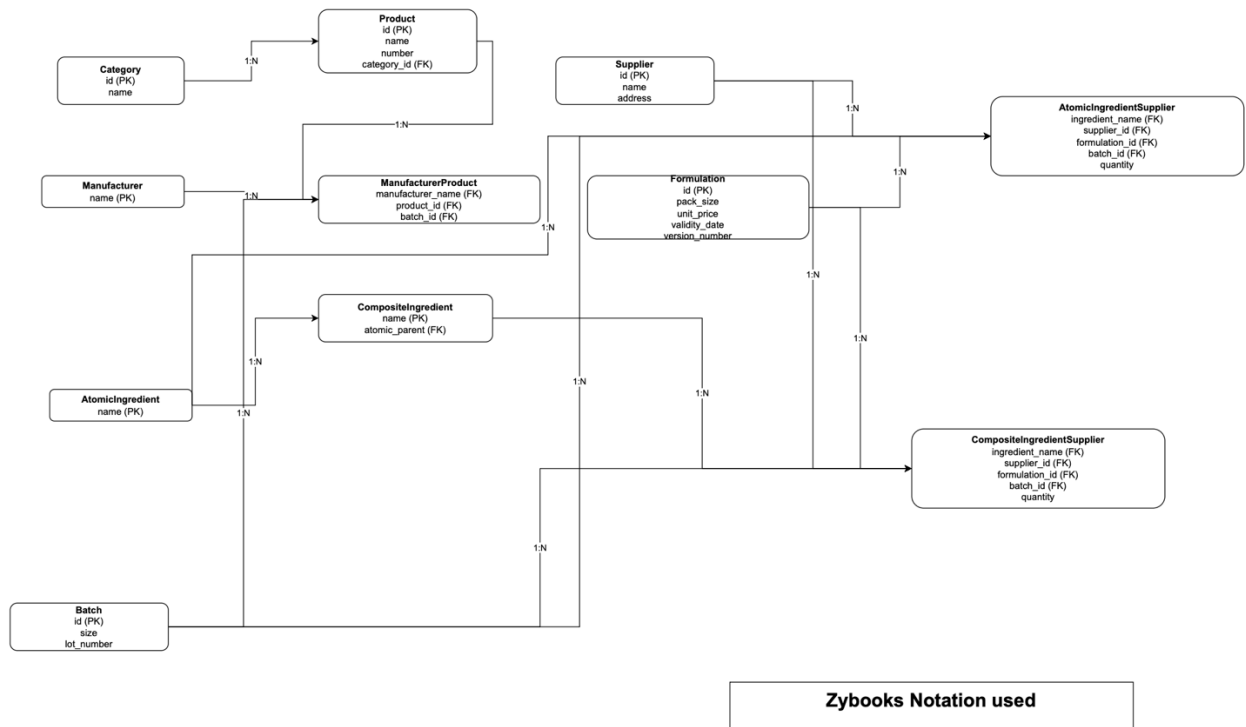 Product
id (PK)
name
number
category_id (FK)
Category
id (PK)
name
1:N
Supplier
id (PK)
name
address
1:N
AtomicIngredientSupplier
ingredient_name (FK)
supplier_id (FK)
formulation_id (FK)
batch_id (FK)
quantity
1:N
1:N
Manufacturer
name (PK)
1:N
ManufacturerProduct
manufacturer_name (FK)
product_id (FK)
batch_id (FK)
Formulation
id (PK)
pack_size
unit_price
validity_date
version_number
1:N
1:N
CompositeIngredient
name (PK)
atomic_parent (FK)
1:N
1:N
1:N
1:N
AtomicIngredient
name (PK)
1:N
1:N
CompositeIngredientSupplier
ingredient_name (FK)
supplier_id (FK)
formulation_id (FK)
batch_id (FK)
quantity
1:N
Batch
id (PK)
size
lot_number
Zybooks Notation used